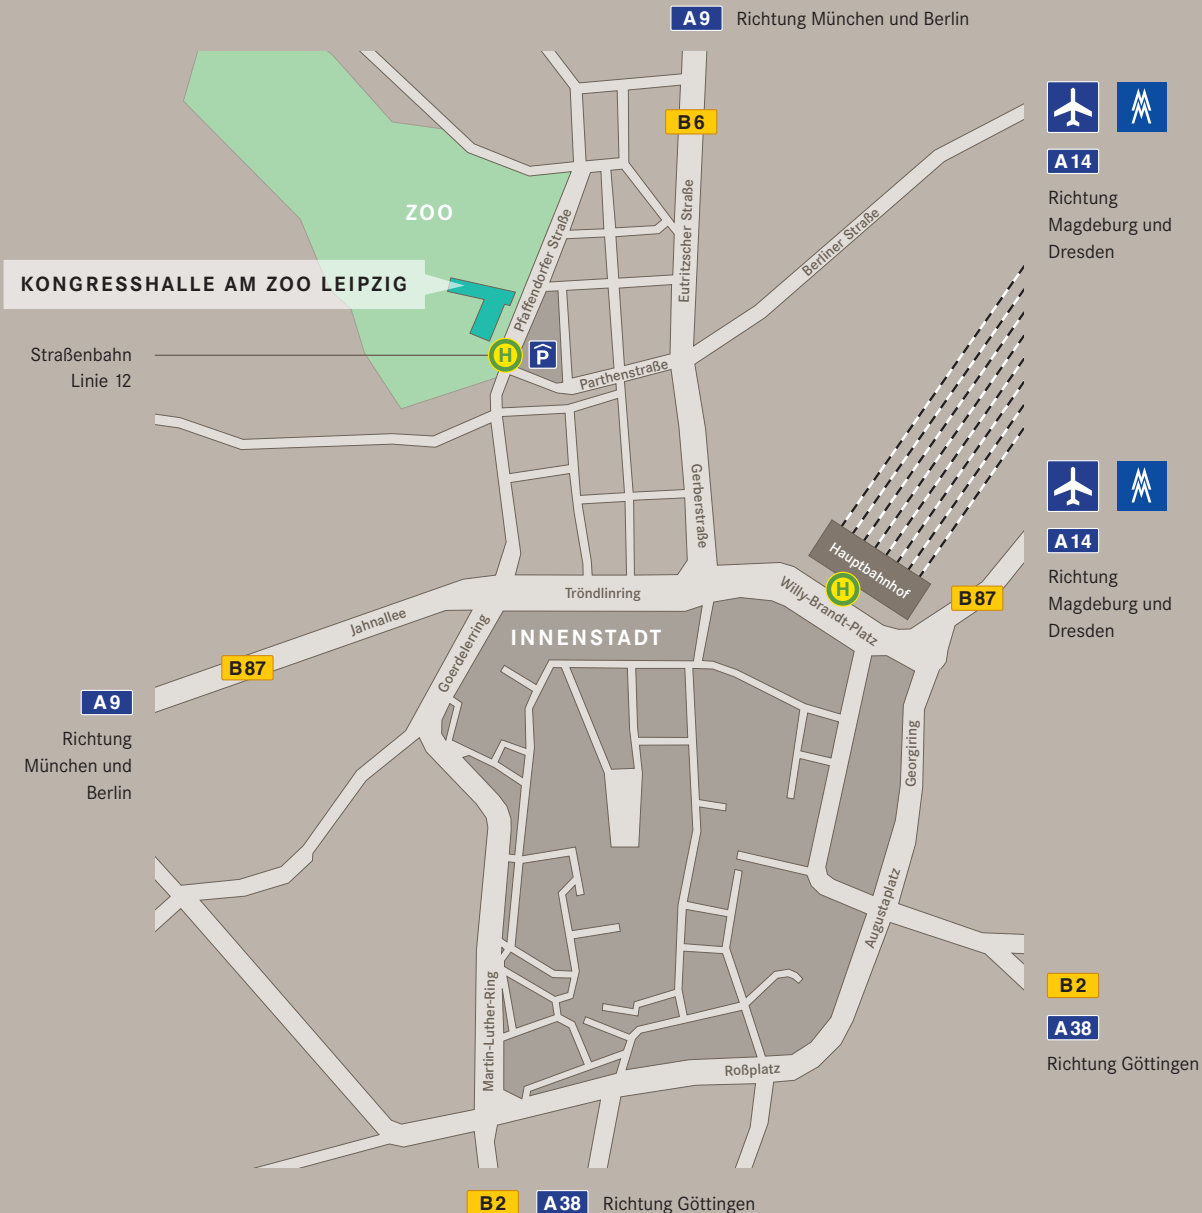 A9 Richtung München und Berlin
B6
A14
Richtung
Magdeburg und
Dresden
ZOO
Pfaffendorfer Straße
Eutritzscher Straße
Berliner Straße
KONGRESSHALLE AM ZOO LEIPZIG
Straßenbahn
Linie 12
H
P
Parthenstraße
Gerberstraße
A14
Richtung
Magdeburg und
Dresden
Hauptbahnhof
H
B87
Willy-Brandt-Platz
Tröndlinring
Jahnallee
Goerdelerring
INNENSTADT
B87
A9
Richtung
München und
Berlin
Georgiring
Augustaplatz
Martin-Luther-Ring
Roßplatz
B2
A38
Richtung Göttingen
B2 A38 Richtung Göttingen